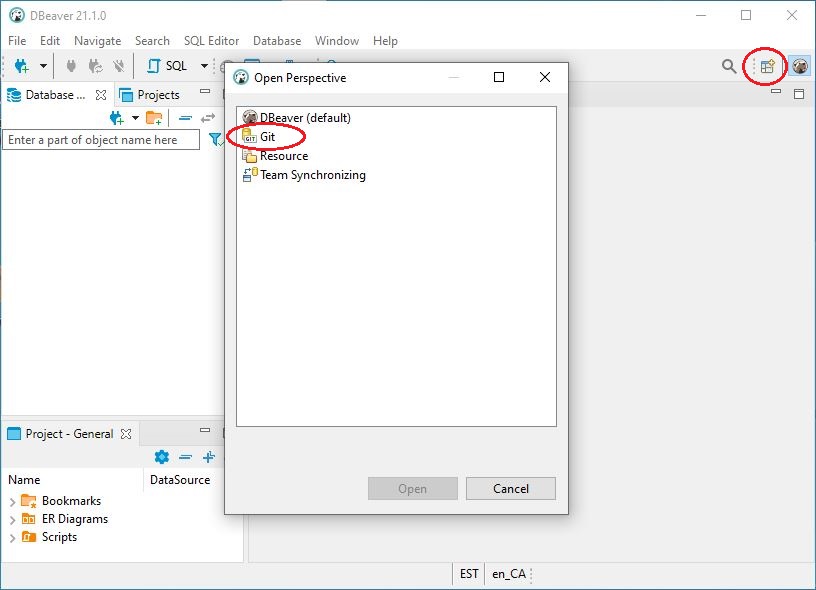 DBeaver 21.1.0
File Edit Navigate Search SQL Editor Database Window Help
SQL
Open Perspective
Database ... Projects
Enter a part of object name here
DBeaver (default)
GIT Git
Resource
Team Synchronizing
Project - General
Name DataSource
Bookmarks
ER Diagrams
Scripts
Open Cancel
EST en_CA